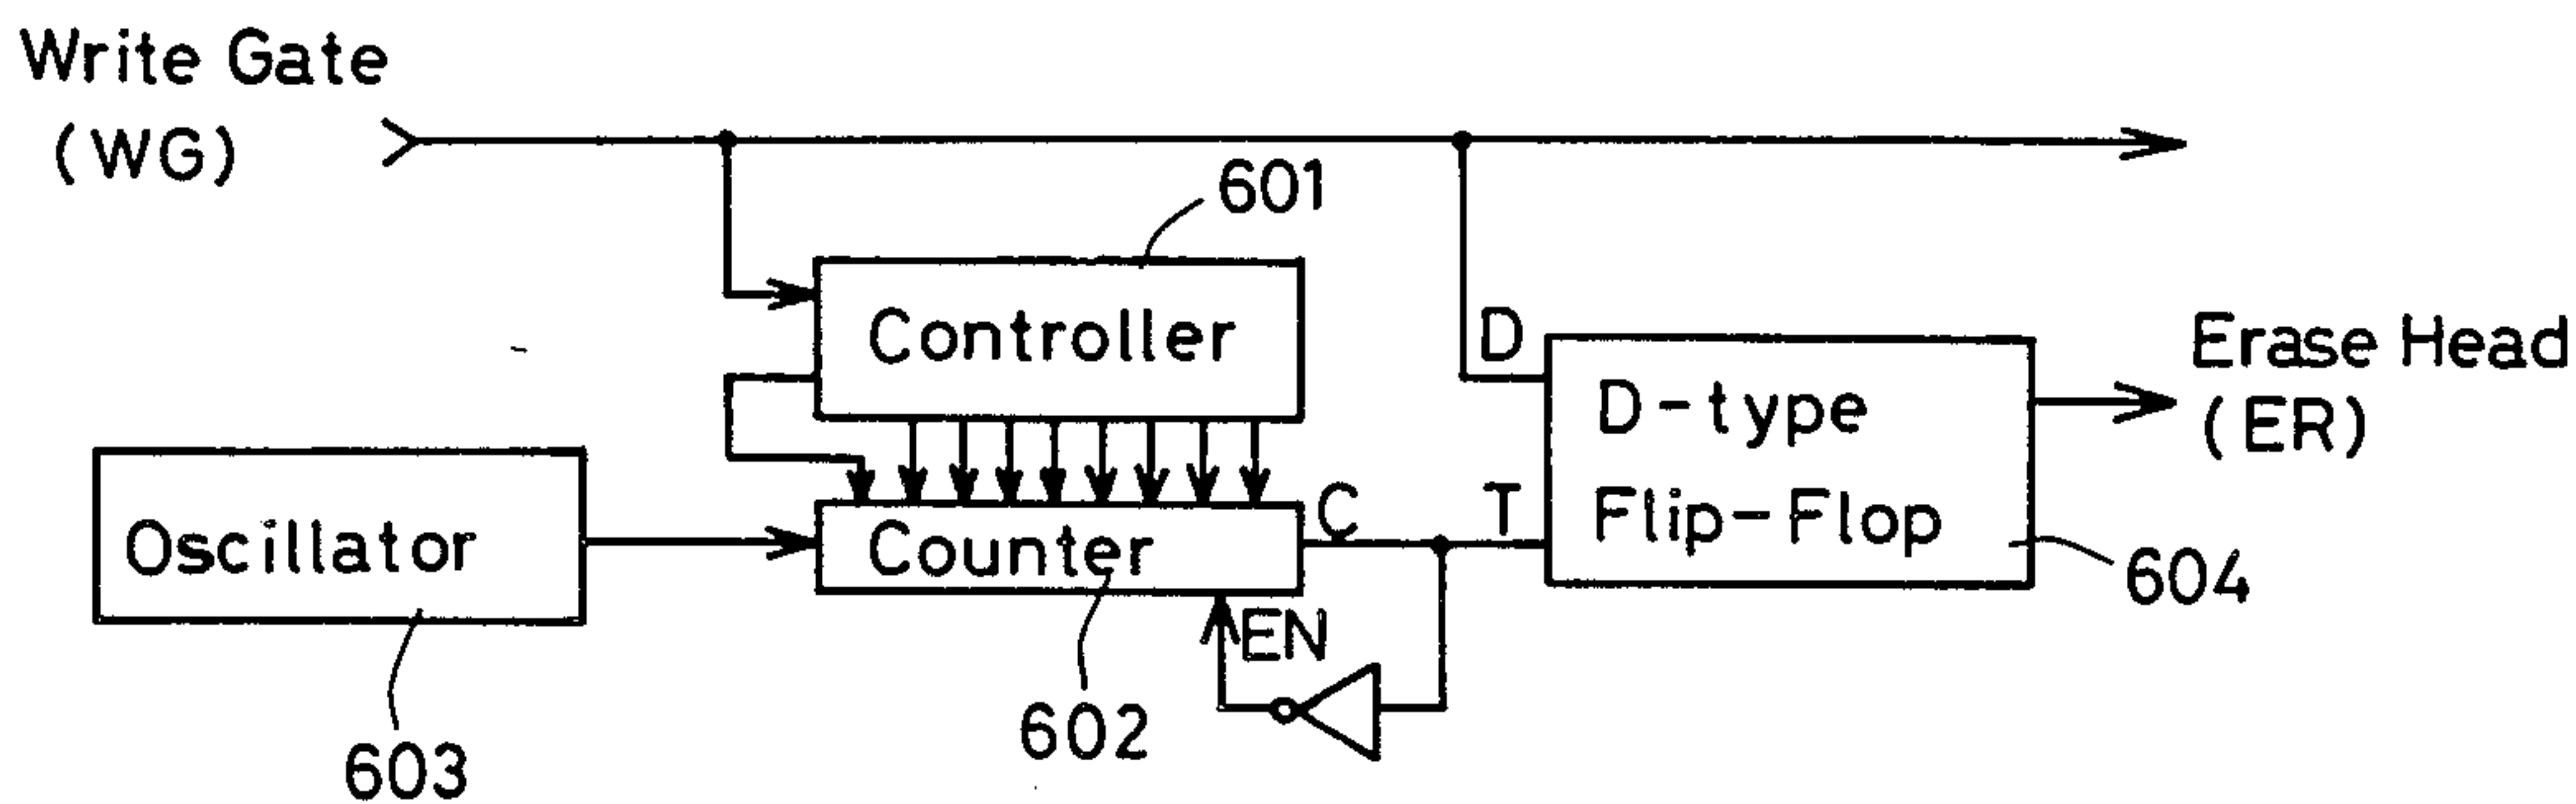 Write Gate
(WG)
601
Controller
D
D-type
Flip-Flop
Erase Head
(ER)
Oscillator
Counter
C
T
EN
604
602
603